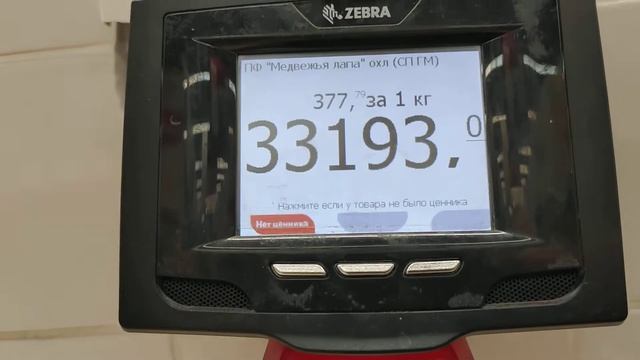 ZEBRA
ПФ "Медвежья лапа" охл (СП ГМ)
377,79 за 1 кг
33193,0
Нажмите если у товара не было ценника
Нет ценника